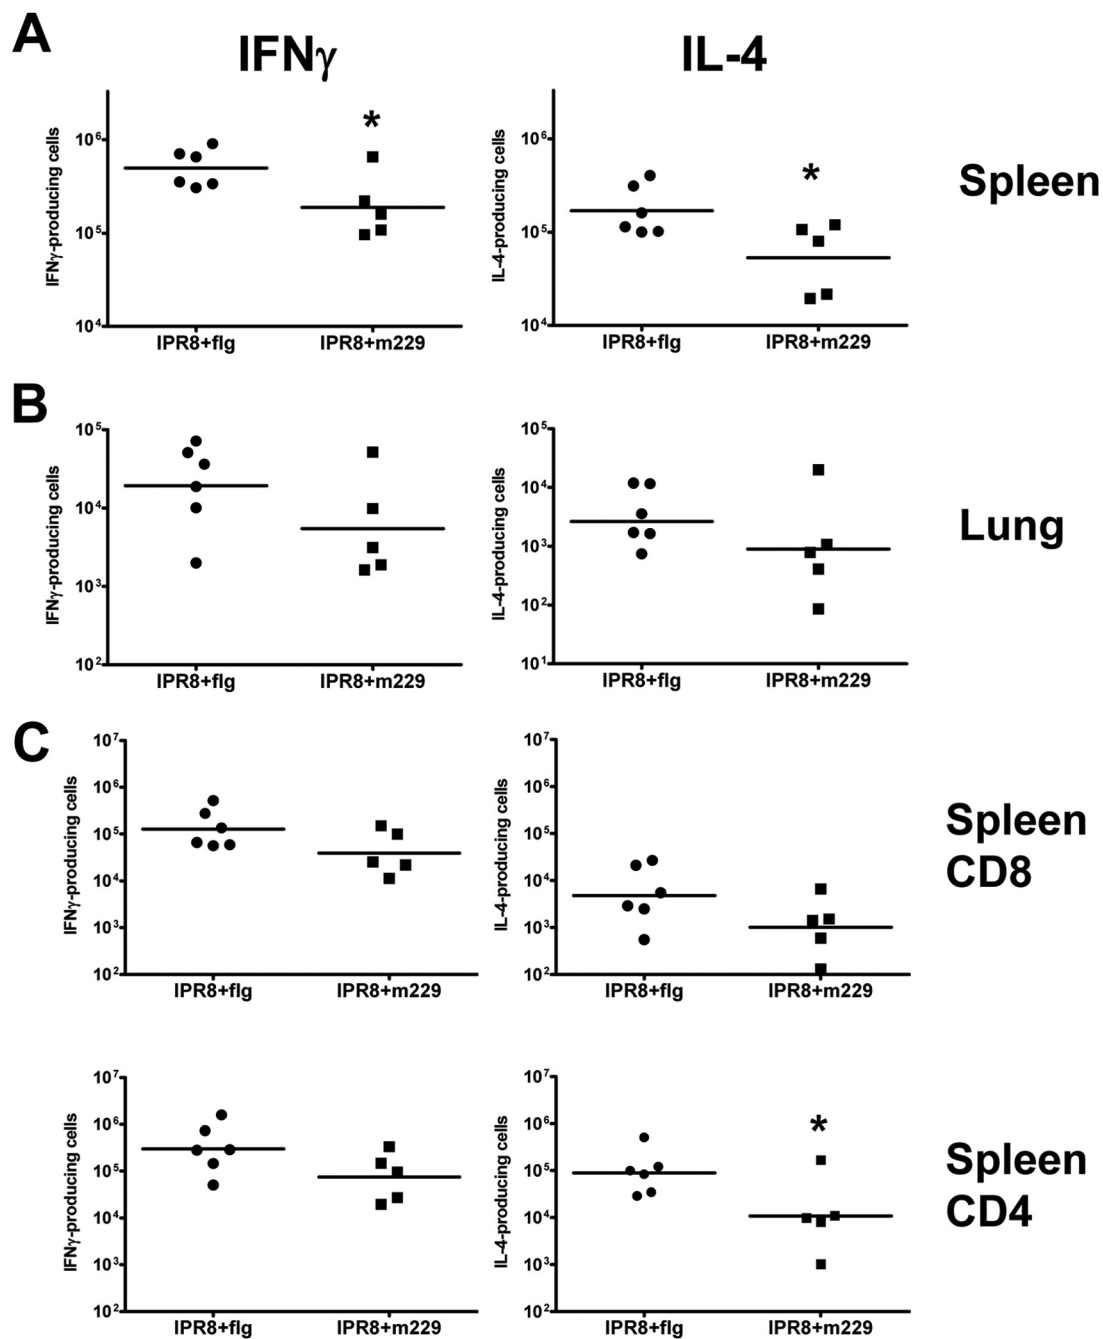 A
IFNγ
IL-4
IFNγ-producing cells
10⁶
10⁵
10⁴
*
IPR8+flg
IPR8+m229
IL-4-producing cells
10⁶
10⁵
10⁴
*
IPR8+flg
IPR8+m229
Spleen
B
IFNγ-producing cells
10⁵
10⁴
10³
10²
IPR8+flg
IPR8+m229
IL-4-producing cells
10⁵
10⁴
10³
10²
10¹
IPR8+flg
IPR8+m229
Lung
C
IFNγ-producing cells
10⁷
10⁶
10⁵
10⁴
10³
10²
IPR8+flg
IPR8+m229
IL-4-producing cells
10⁷
10⁶
10⁵
10⁴
10³
10²
IPR8+flg
IPR8+m229
Spleen
CD8
IFNγ-producing cells
10⁷
10⁶
10⁵
10⁴
10³
10²
IPR8+flg
IPR8+m229
IL-4-producing cells
10⁷
10⁶
10⁵
10⁴
10³
10²
*
IPR8+flg
IPR8+m229
Spleen
CD4